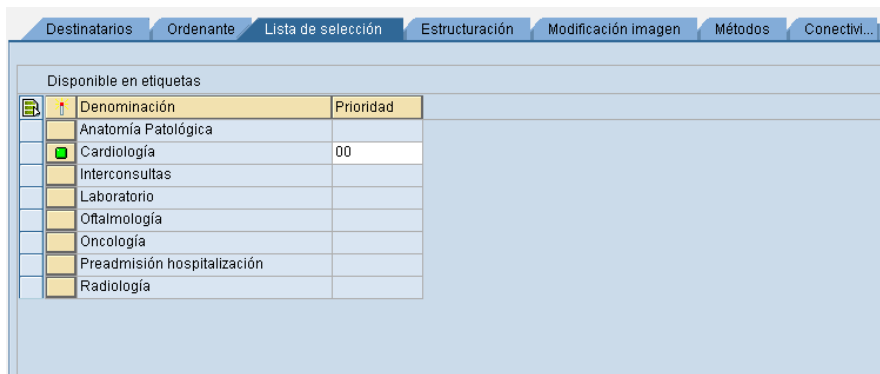 Destinatarios Ordenante Lista de selección Estructuración Modificación imagen Métodos Conectivi...
Disponible en etiquetas
Denominación Prioridad
Anatomía Patológica
Cardiología 00
Interconsultas
Laboratorio
Oftalmología
Oncología
Preadmisión hospitalización
Radiología